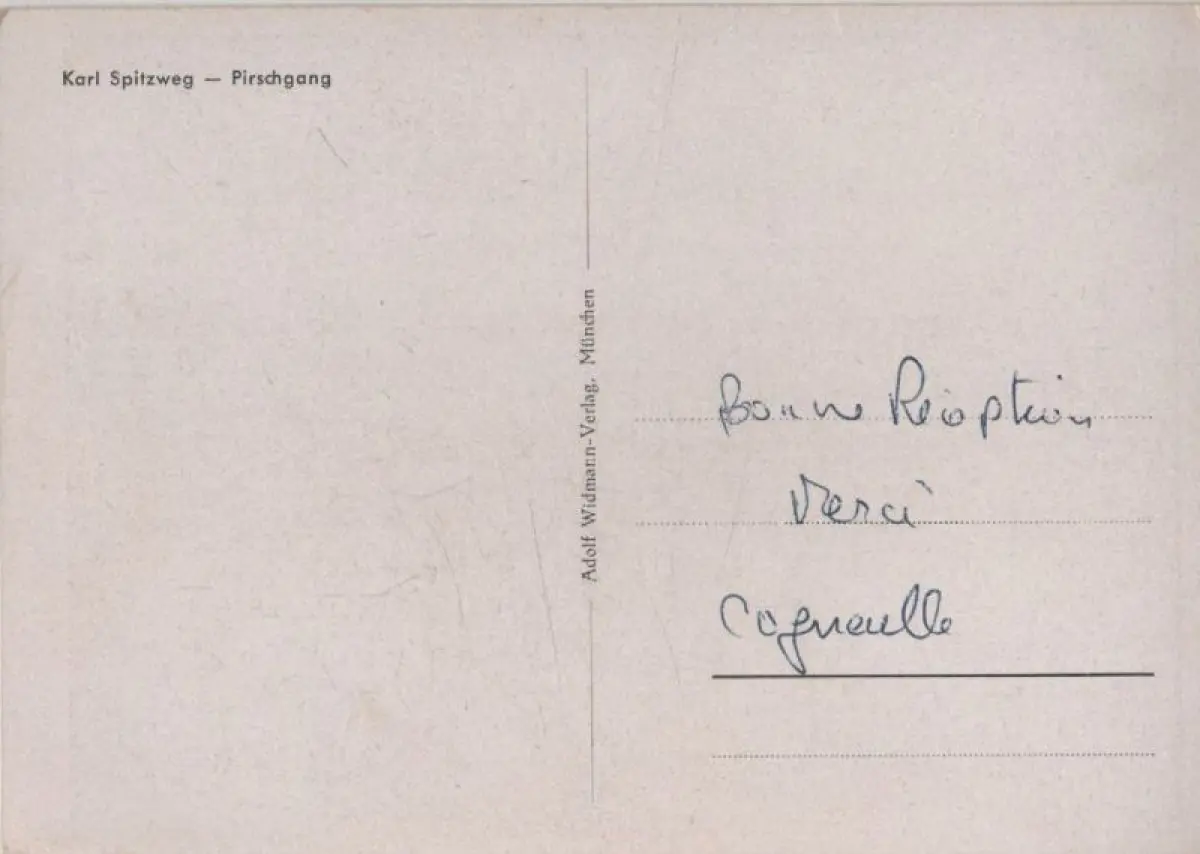 Karl Spitzweg — Pirschgang
Adolf Widmann-Verlag, München
Bonne Réception
Merci